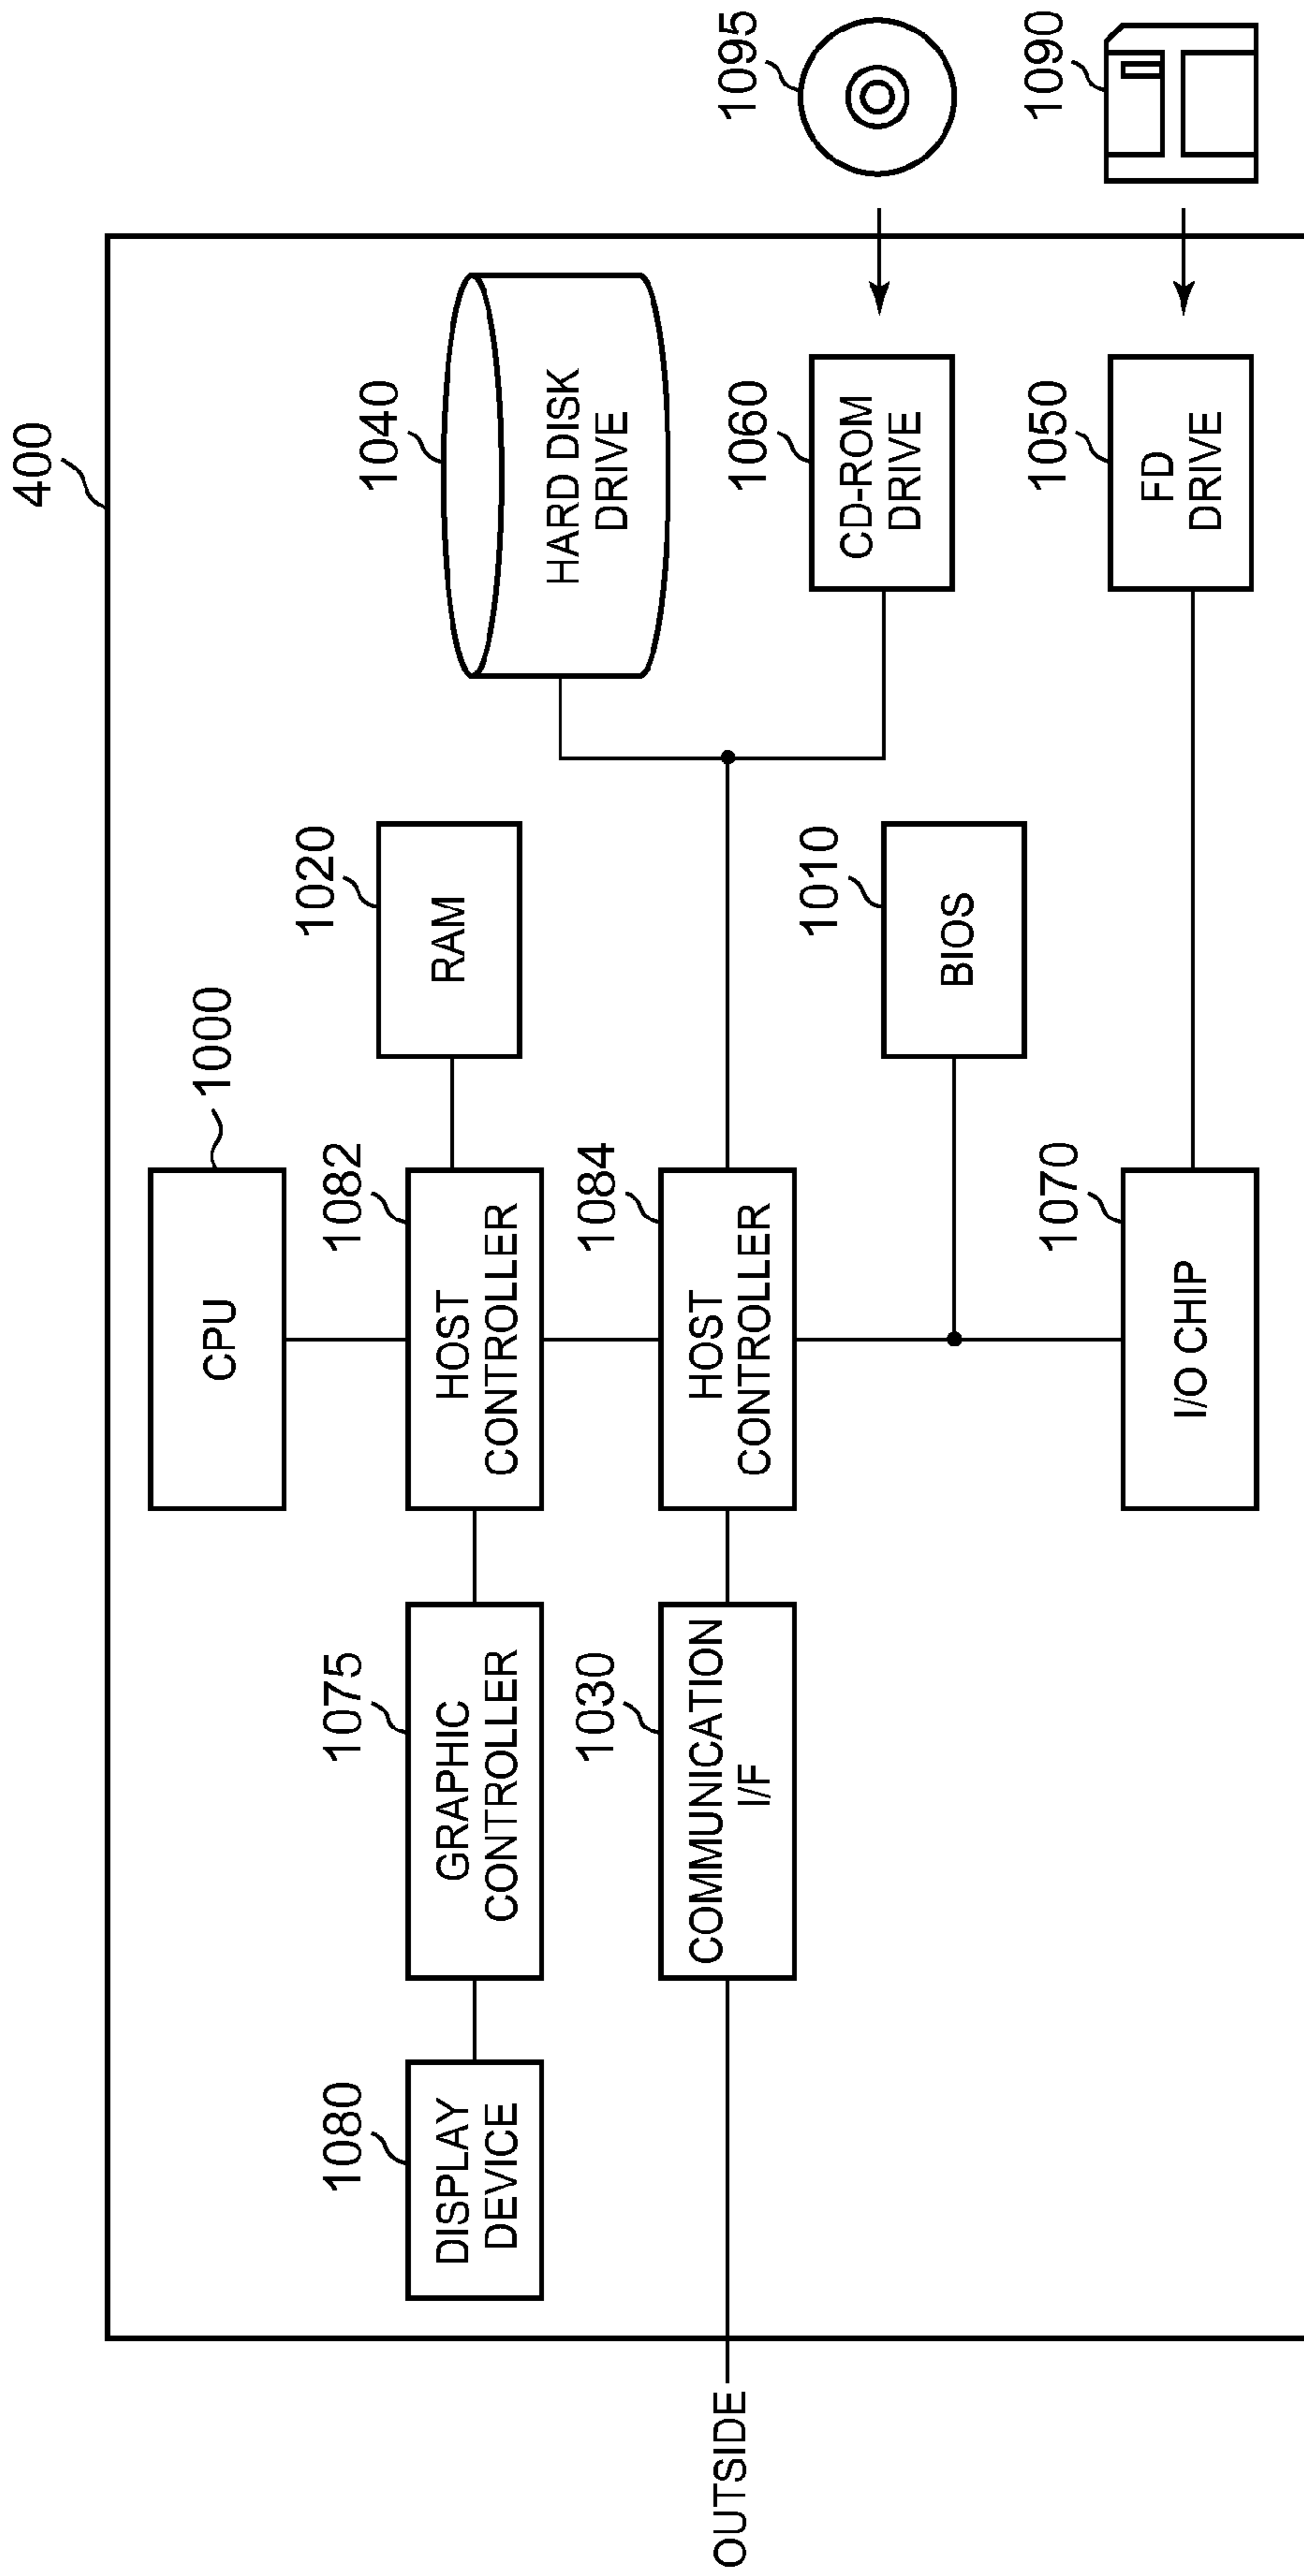 400
CPU
1000
1082
1020
1080
DISPLAY
DEVICE
1075
GRAPHIC
CONTROLLER
HOST
CONTROLLER
RAM
1040
HARD DISK
DRIVE
OUTSIDE
1030
COMMUNICATION
I/F
1084
HOST
CONTROLLER
1060
CD-ROM
DRIVE
1095
1010
BIOS
1070
I/O CHIP
1050
FD
DRIVE
1090